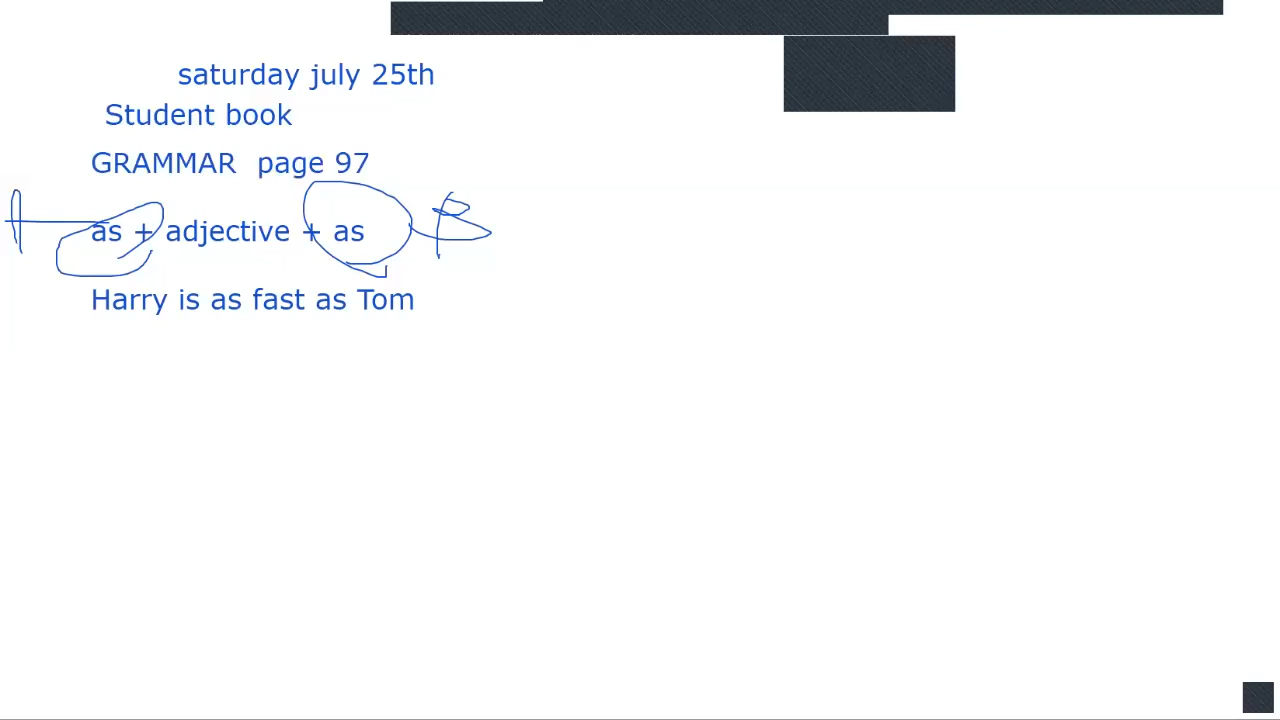 saturday july 25th
Student book
GRAMMAR page 97
A as + adjective + as B
Harry is as fast as Tom